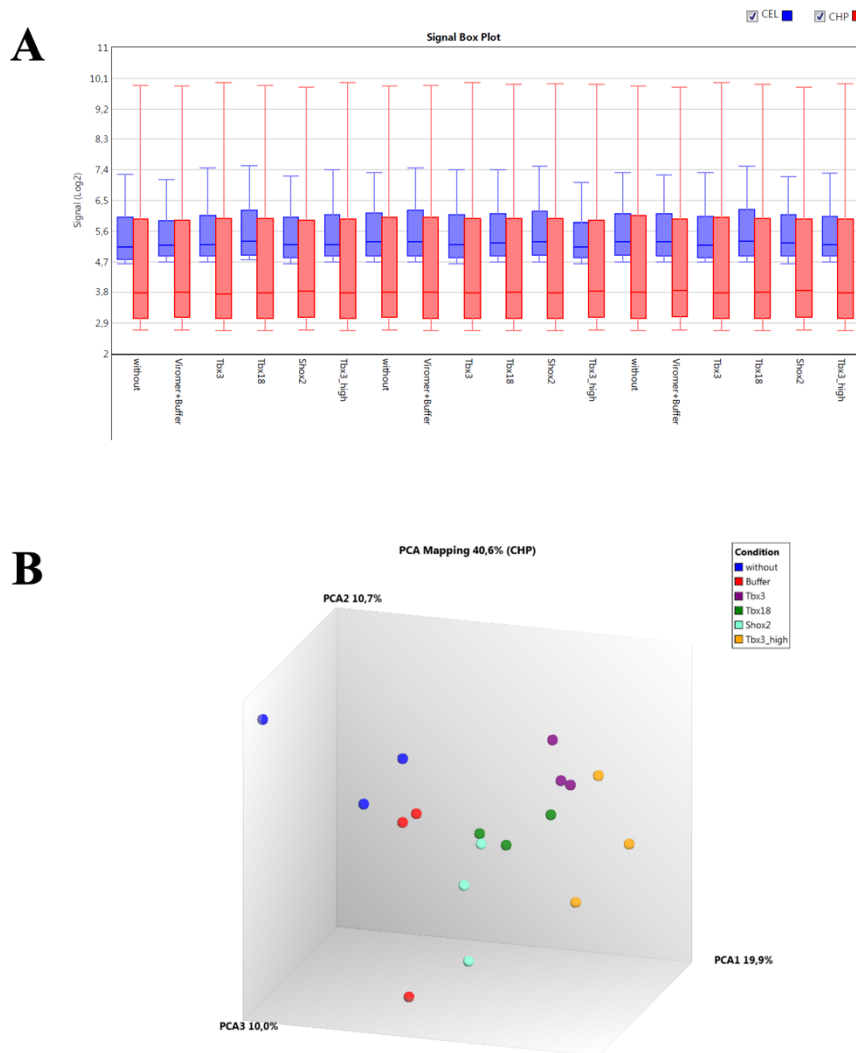 CEL CHP
A
Signal Box Plot
11
10,1
9,2
8,3
7,4
6,5
5,6
4,7
3,8
2,9
2
Signal (Log2)
without
Viromer+Buffer
Tbx3
Tbx18
Shox2
Tbx3_high
without
Viromer+Buffer
Tbx3
Tbx18
Shox2
Tbx3_high
without
Viromer+Buffer
Tbx3
Tbx18
Shox2
Tbx3_high
B
PCA Mapping 40,6% (CHP)
Condition
without
Buffer
Tbx3
Tbx18
Shox2
Tbx3_high
PCA2 10,7%
PCA1 19,9%
PCA3 10,0%